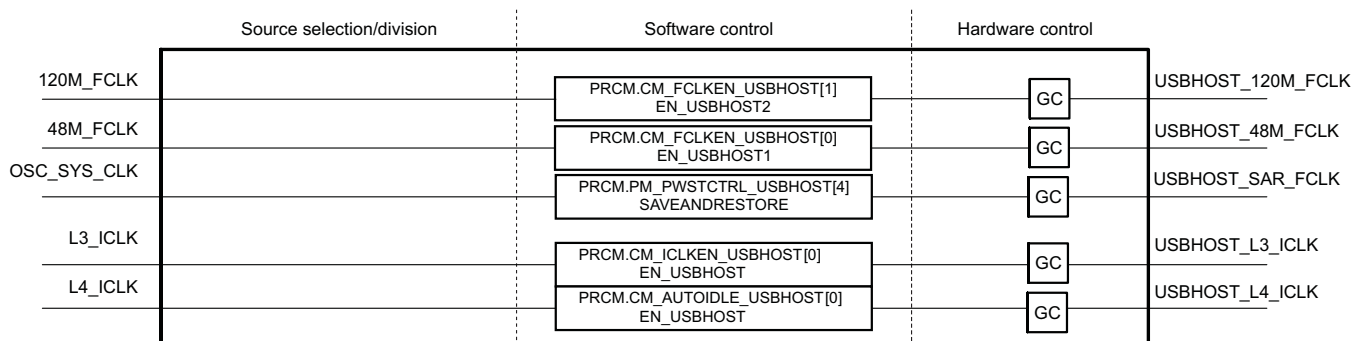 Source selection/division
Software control
Hardware control
120M_FCLK
PRCM.CM_FCLKEN_USBHOST[1]
EN_USBHOST2
GC
USBHOST_120M_FCLK
48M_FCLK
PRCM.CM_FCLKEN_USBHOST[0]
EN_USBHOST1
GC
USBHOST_48M_FCLK
OSC_SYS_CLK
PRCM.PM_PWSTCTRL_USBHOST[4]
SAVEANDRESTORE
GC
USBHOST_SAR_FCLK
L3_ICLK
PRCM.CM_ICLKEN_USBHOST[0]
EN_USBHOST
GC
USBHOST_L3_ICLK
L4_ICLK
PRCM.CM_AUTOIDLE_USBHOST[0]
EN_USBHOST
GC
USBHOST_L4_ICLK